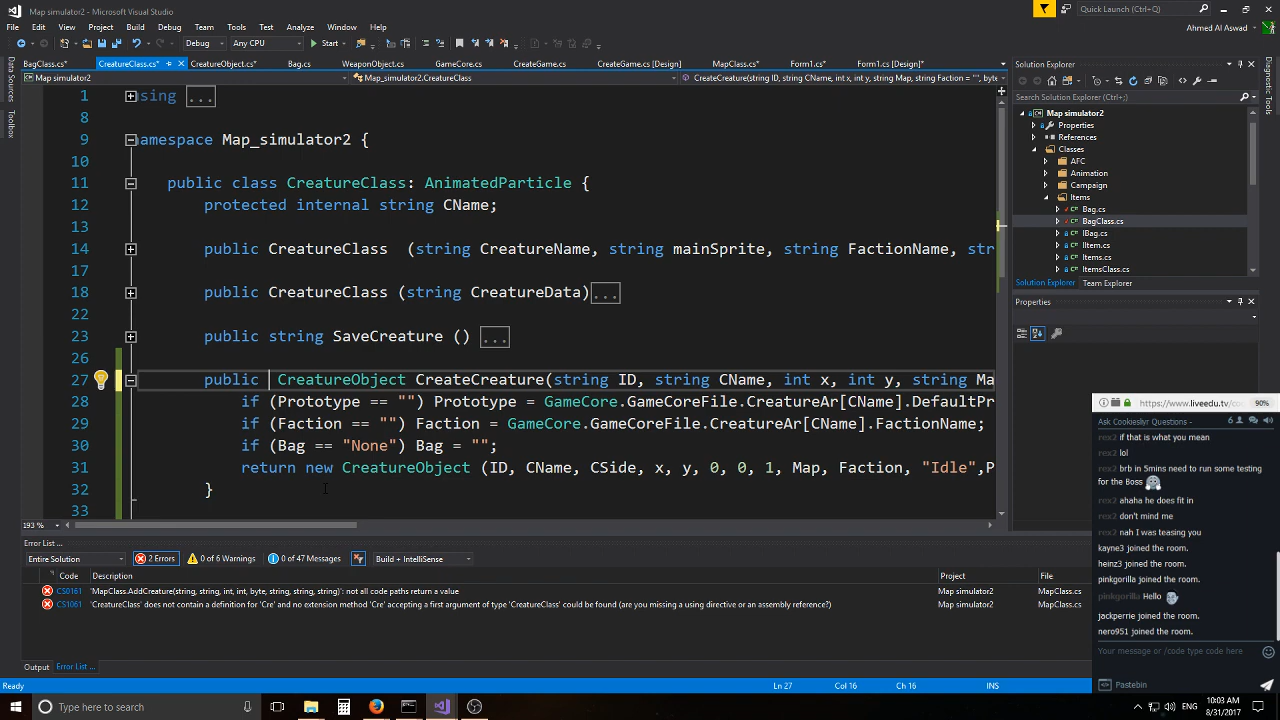 Map simulator2 - Microsoft Visual Studio
Quick Launch (Ctrl+Q)
File Edit View Project Build Debug Team Tools Test Analyze Window Help
Ahmed Al Aswad
Debug Any CPU Start
BagClass.cs* CreatureClass.cs* CreatureObject.cs* Bag.cs WeaponObject.cs GameCore.cs CreateGame.cs CreateGame.cs [Design] MapClass.cs* Form1.cs Form1.cs [Design]*
Map simulator2 Map_simulator2.CreatureClass CreateCreature(string ID, string CName, int x, int y, string Map, string Faction = "", byte
Data Sources
Toolbox
1 sing ...
8
9 amespace Map_simulator2 {
10
11 public class CreatureClass: AnimatedParticle {
12 protected internal string CName;
13
14 public CreatureClass (string CreatureName, string mainSprite, string FactionName, str
17
18 public CreatureClass (string CreatureData)...
22
23 public string SaveCreature () ...
26
27 public CreatureObject CreateCreature(string ID, string CName, int x, int y, string Ma
28 if (Prototype == "") Prototype = GameCore.GameCoreFile.CreatureAr[CName].DefaultPr
29 if (Faction == "") Faction = GameCore.GameCoreFile.CreatureAr[CName].FactionName;
30 if (Bag == "None") Bag = "";
31 return new CreatureObject (ID, CName, CSide, x, y, 0, 0, 1, Map, Faction, "Idle",P
32 }
33
193 %
Solution Explorer
Search Solution Explorer (Ctrl+;)
Map simulator2
Properties
References
Classes
AFC
Animation
Campaign
Items
Bag.cs
BagClass.cs
IBag.cs
IItem.cs
Items.cs
ItemsClass.cs
Solution Explorer Team Explorer
Properties
Diagnostic Tools
Error List ...
Entire Solution 2 Errors 0 of 6 Warnings 0 of 47 Messages Build + IntelliSense
Code Description Project File
CS0161 'MapClass.AddCreature(string, string, int, int, byte, string, string, string)': not all code paths return a value Map simulator2 MapClass.cs
CS1061 'CreatureClass' does not contain a definition for 'Cre' and no extension method 'Cre' accepting a first argument of type 'CreatureClass' could be found (are you missing a using directive or an assembly reference?) Map simulator2 MapClass.cs
Output Error List ...
Ready Ln 27 Col 16 Ch 16 INS
https://www.liveedu.tv/co 90%
Ask Cookieslyr Questions - 6
rex2 if that is what you mean
rex2 lol
rex2 brb in 5mins need to run some testing for the Boss
rex2 ahaha he does fit in
rex2 don't mind me
rex2 nah I was teasing you
kayne3 joined the room.
heinz3 joined the room.
pinkgorilla joined the room.
pinkgorilla Hello
jackperrie joined the room.
nero951 joined the room.
Your message or /code type code here
Pastebin
Type here to search
ENG
10:03 AM
8/31/2017